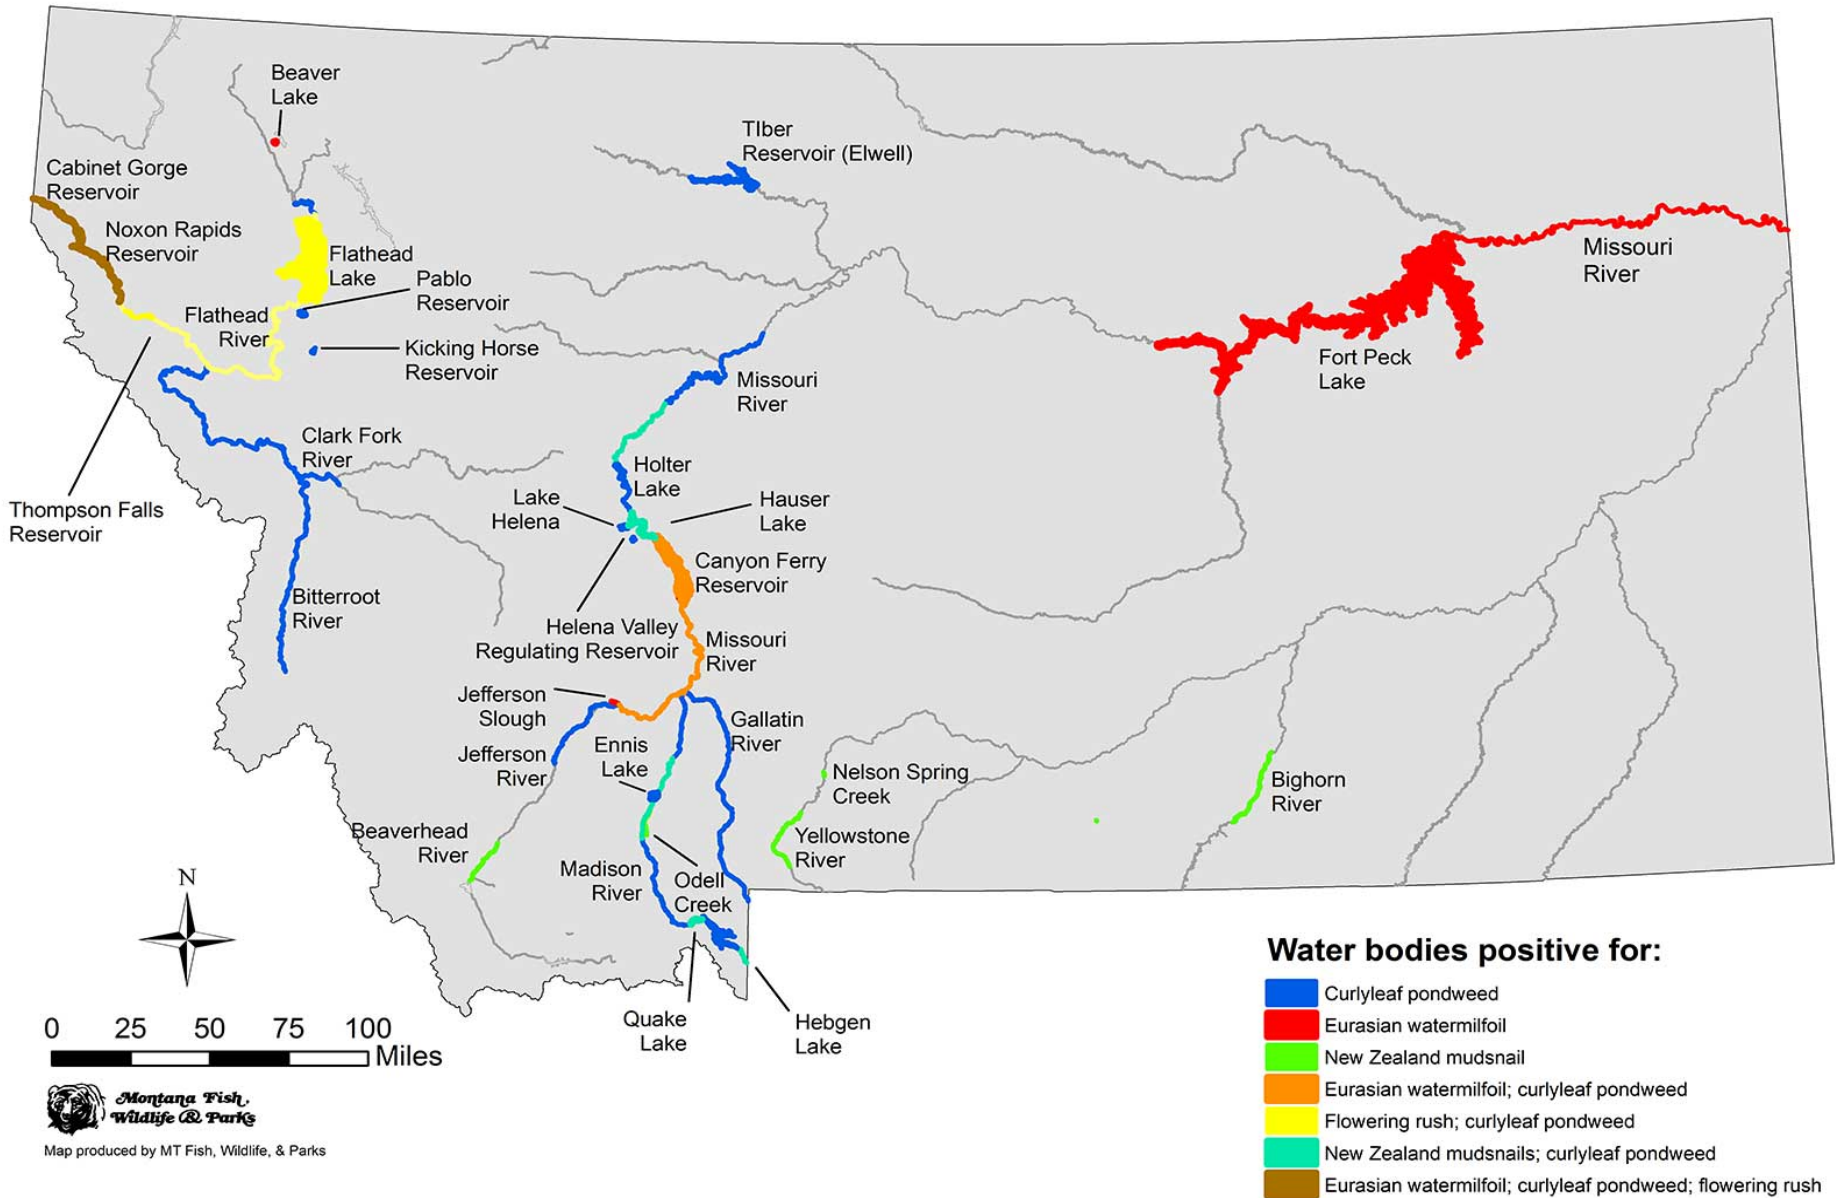 Beaver
Lake
TIber
Reservoir (Elwell)
Cabinet Gorge
Reservoir
Noxon Rapids
Reservoir
Flathead
Lake
Pablo
Reservoir
Missouri
River
Flathead
River
Kicking Horse
Reservoir
Fort Peck
Lake
Missouri
River
Clark Fork
River
Holter
Lake
Lake
Helena
Hauser
Lake
Thompson Falls
Reservoir
Canyon Ferry
Reservoir
Bitterroot
River
Helena Valley
Regulating Reservoir
Missouri
River
Jefferson
Slough
Gallatin
River
Ennis
Lake
Jefferson
River
Nelson Spring
Creek
Bighorn
River
Beaverhead
River
Yellowstone
River
Madison
River
Odell
Creek
N
Quake
Lake
Hebgen
Lake
0 25 50 75 100
Miles
Montana Fish,
Wildlife & Parks
Map produced by MT Fish, Wildlife, & Parks
Water bodies positive for:
Curlyleaf pondweed
Eurasian watermilfoil
New Zealand mudsnail
Eurasian watermilfoil; curlyleaf pondweed
Flowering rush; curlyleaf pondweed
New Zealand mudsnails; curlyleaf pondweed
Eurasian watermilfoil; curlyleaf pondweed; flowering rush